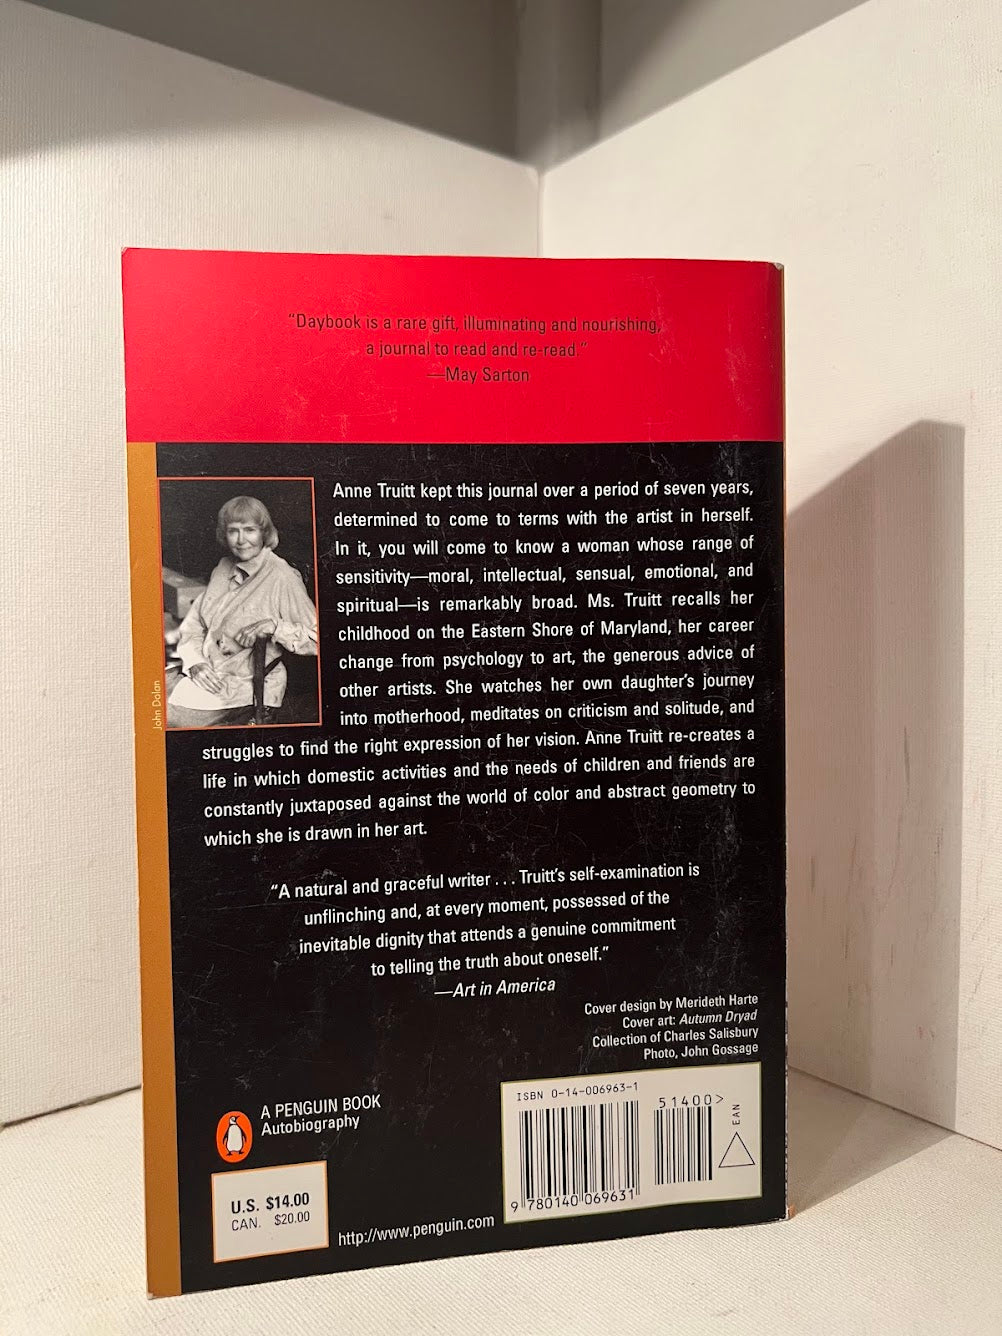 “Daybook is a rare gift, illuminating and nourishing,
a journal to read and re-read.”
—May Sarton
Anne Truitt kept this journal over a period of seven years,
determined to come to terms with the artist in herself.
In it, you will come to know a woman whose range of
sensitivity—moral, intellectual, sensual, emotional, and
spiritual—is remarkably broad. Ms. Truitt recalls her
childhood on the Eastern Shore of Maryland, her career
change from psychology to art, the generous advice of
other artists. She watches her own daughter’s journey
into motherhood, meditates on criticism and solitude, and
struggles to find the right expression of her vision. Anne Truitt re-creates a
life in which domestic activities and the needs of children and friends are
constantly juxtaposed against the world of color and abstract geometry to
which she is drawn in her art.
John Dolan
“A natural and graceful writer . . . Truitt’s self-examination is
unflinching and, at every moment, possessed of the
inevitable dignity that attends a genuine commitment
to telling the truth about oneself.”
—Art in America
Cover design by Merideth Harte
Cover art: Autumn Dryad
Collection of Charles Salisbury
Photo, John Gossage
A PENGUIN BOOK
Autobiography
U.S. $14.00
CAN. $20.00
http://www.penguin.com
ISBN 0-14-006963-1
51400>
EAN
9 780140 069631